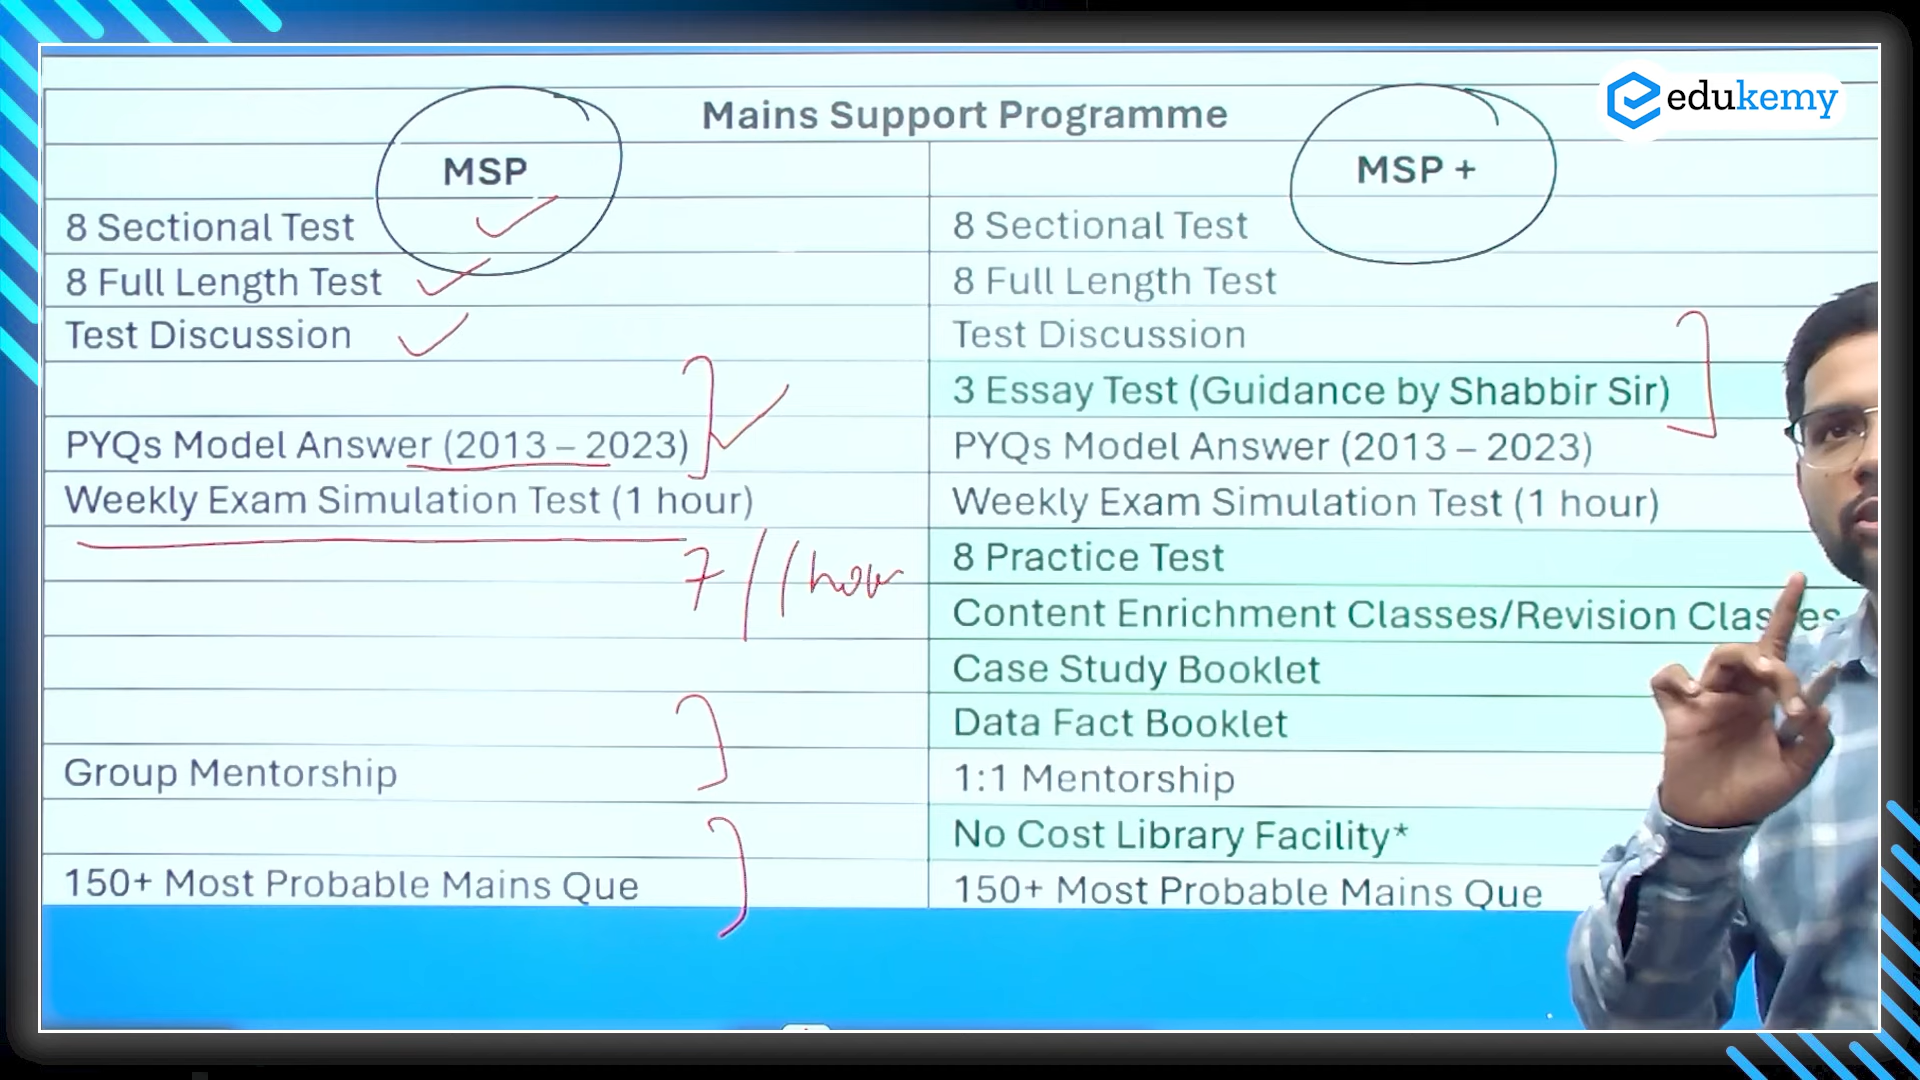 edukemy
Mains Support Programme
MSP
MSP +
8 Sectional Test
8 Sectional Test
8 Full Length Test
8 Full Length Test
Test Discussion
Test Discussion
3 Essay Test (Guidance by Shabbir Sir)
PYQs Model Answer (2013 – 2023)
PYQs Model Answer (2013 – 2023)
Weekly Exam Simulation Test (1 hour)
Weekly Exam Simulation Test (1 hour)
7 / 1 hour
8 Practice Test
Content Enrichment Classes/Revision Classes
Case Study Booklet
Data Fact Booklet
Group Mentorship
1:1 Mentorship
No Cost Library Facility*
150+ Most Probable Mains Que
150+ Most Probable Mains Que